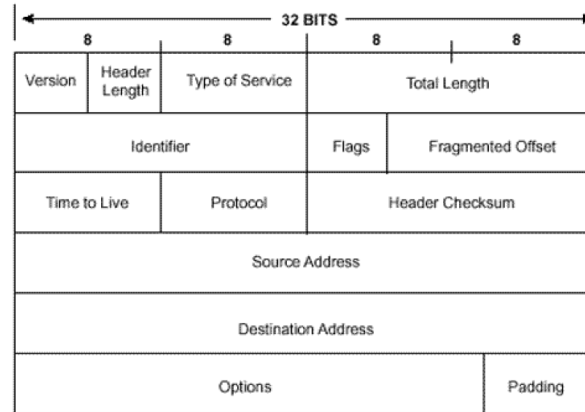 32 BITS
8 8 8 8
Version Header Length Type of Service Total Length
Identifier Flags Fragmented Offset
Time to Live Protocol Header Checksum
Source Address
Destination Address
Options Padding